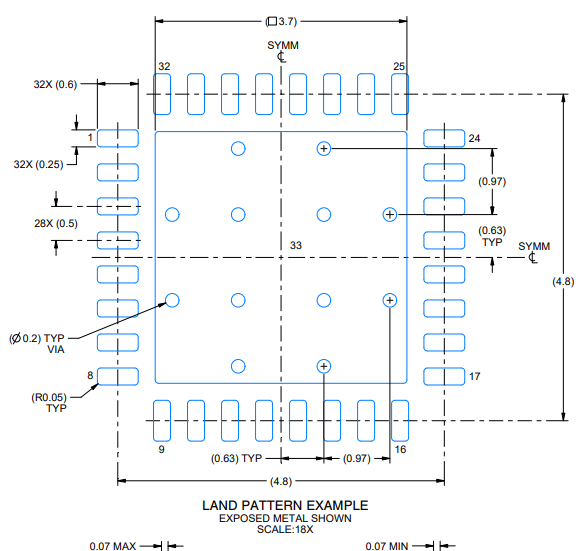 (□3.7)
SYMM
℄
32
25
32X (0.6)
1
24
32X (0.25)
(0.97)
28X (0.5)
(0.63)
TYP
33
SYMM
℄
(4.8)
(Ø0.2) TYP
VIA
8
17
(R0.05)
TYP
9
16
(0.63) TYP
(0.97)
(4.8)
LAND PATTERN EXAMPLE
EXPOSED METAL SHOWN
SCALE:18X
0.07 MAX
0.07 MIN